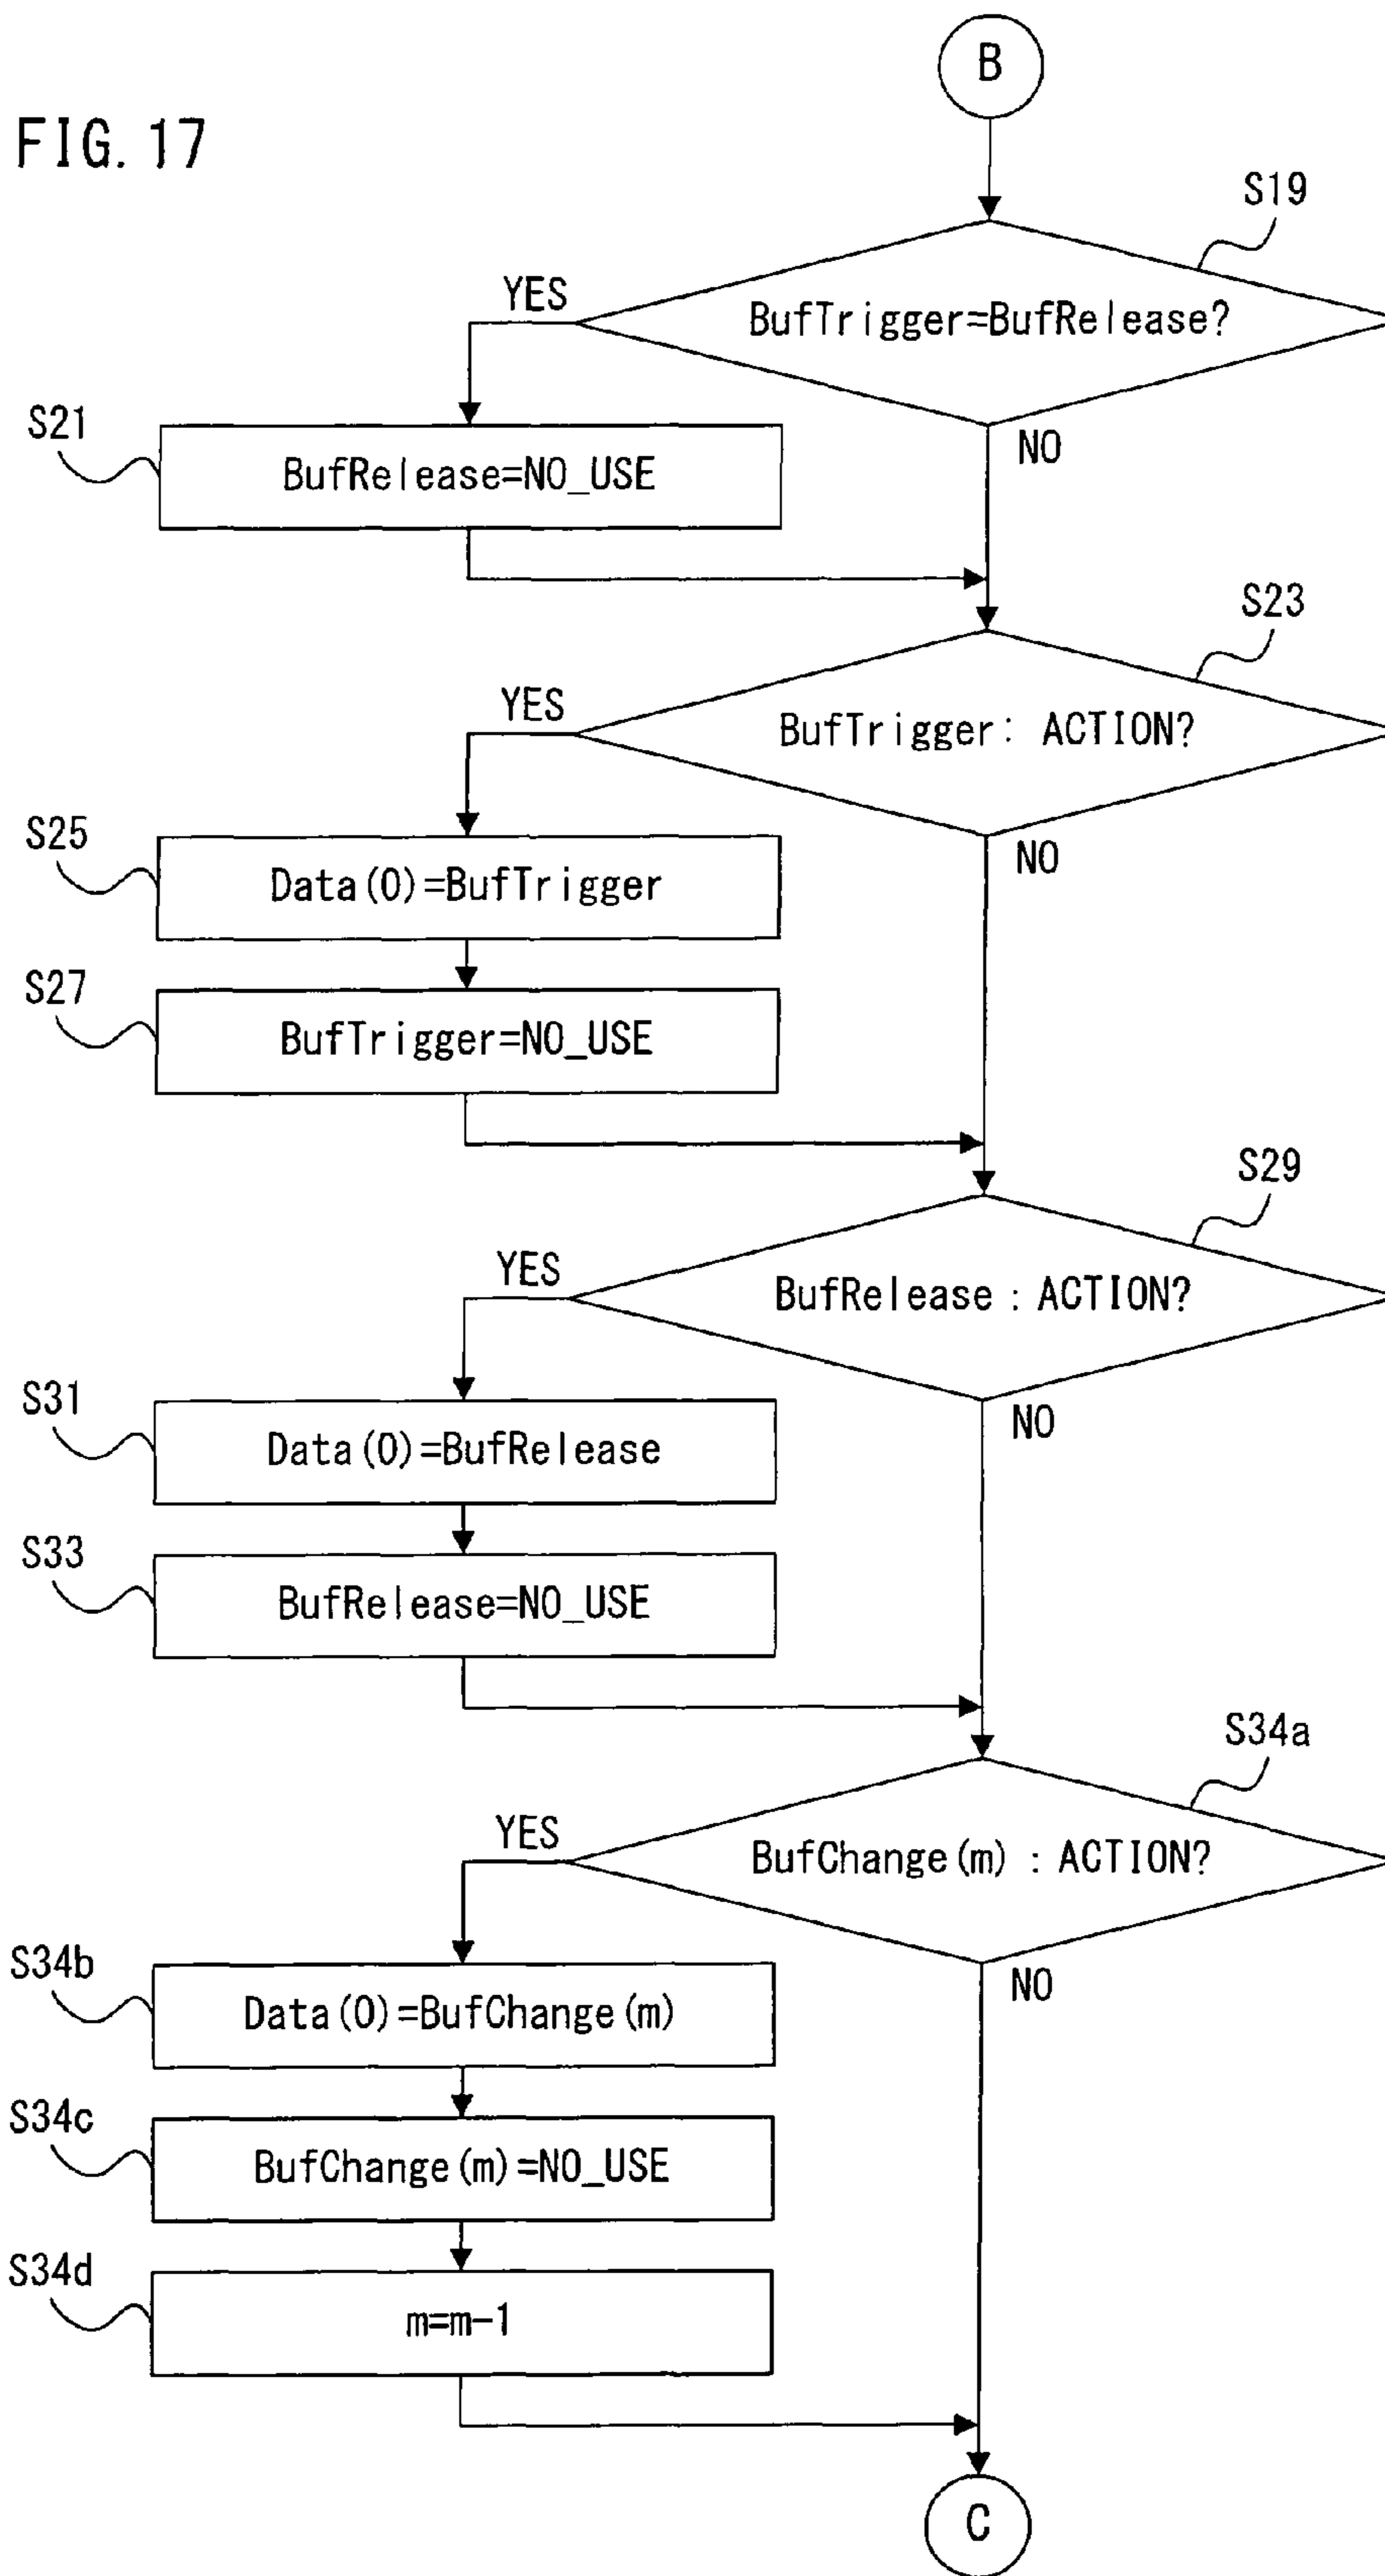 B
FIG. 17
S19
YES
BufTrigger=BufRelease?
S21
NO
BufRelease=NO_USE
S23
YES
BufTrigger: ACTION?
S25
NO
Data(0)=BufTrigger
S27
BufTrigger=NO_USE
S29
YES
BufRelease : ACTION?
S31
NO
Data(0)=BufRelease
S33
BufRelease=NO_USE
S34a
YES
BufChange(m) : ACTION?
S34b
NO
Data(0)=BufChange(m)
S34c
BufChange(m)=NO_USE
S34d
m=m-1
C